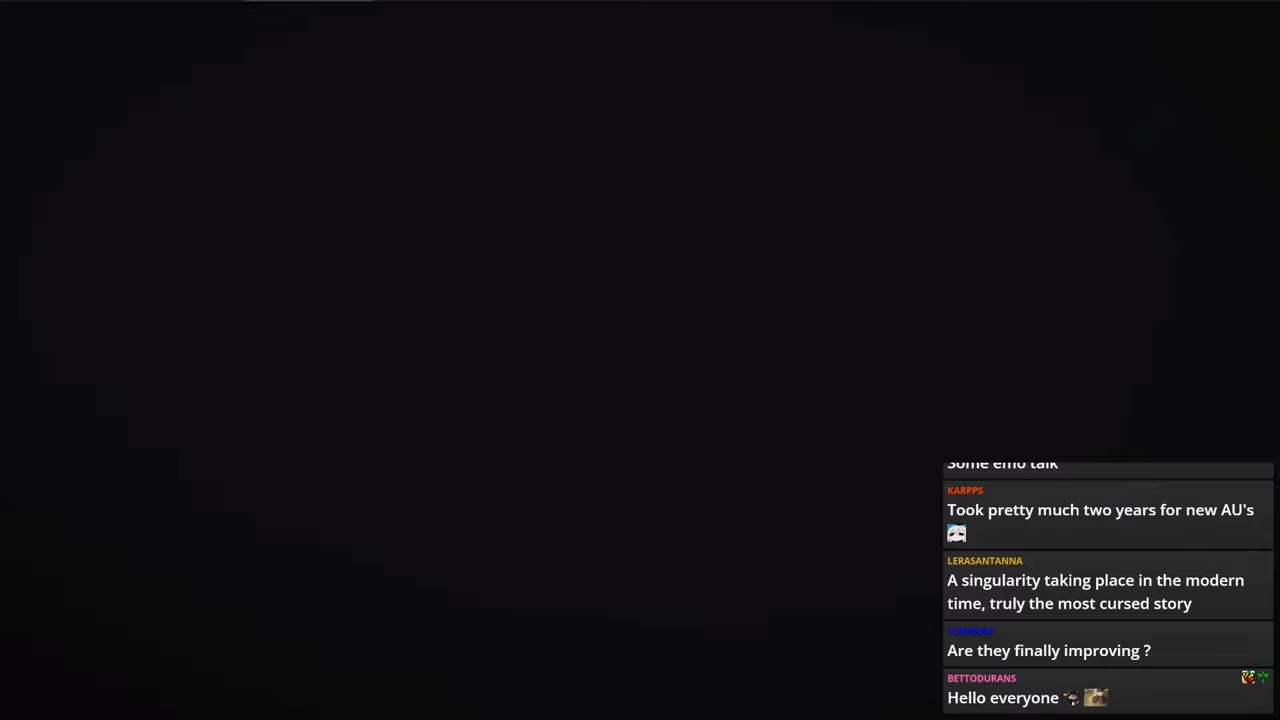 Some emo talk
KARPPS
Took pretty much two years for new AU's
LERASANTANNA
A singularity taking place in the modern
time, truly the most cursed story
Are they finally improving ?
BETTODURANS
Hello everyone